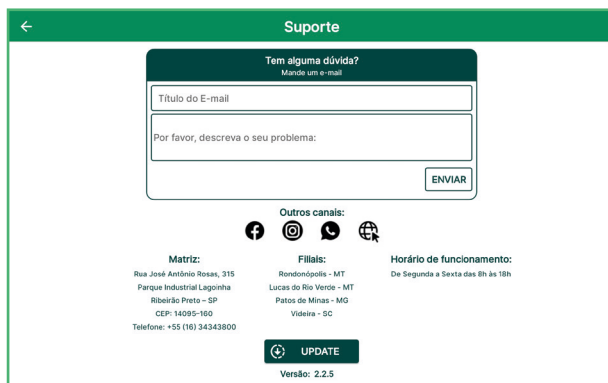 Suporte
Tem alguma dúvida?
Mande um e-mail
Título do E-mail
Por favor, descreva o seu problema:
ENVIAR
Outros canais:
Matriz:
Rua José Antônio Rosas, 315
Parque Industrial Lagoinha
Ribeirão Preto – SP
CEP: 14095-160
Telefone: +55 (16) 34343800
Filiais:
Rondonópolis - MT
Lucas do Rio Verde - MT
Patos de Minas - MG
Videira - SC
Horário de funcionamento:
De Segunda a Sexta das 8h às 18h
UPDATE
Versão: 2.2.5